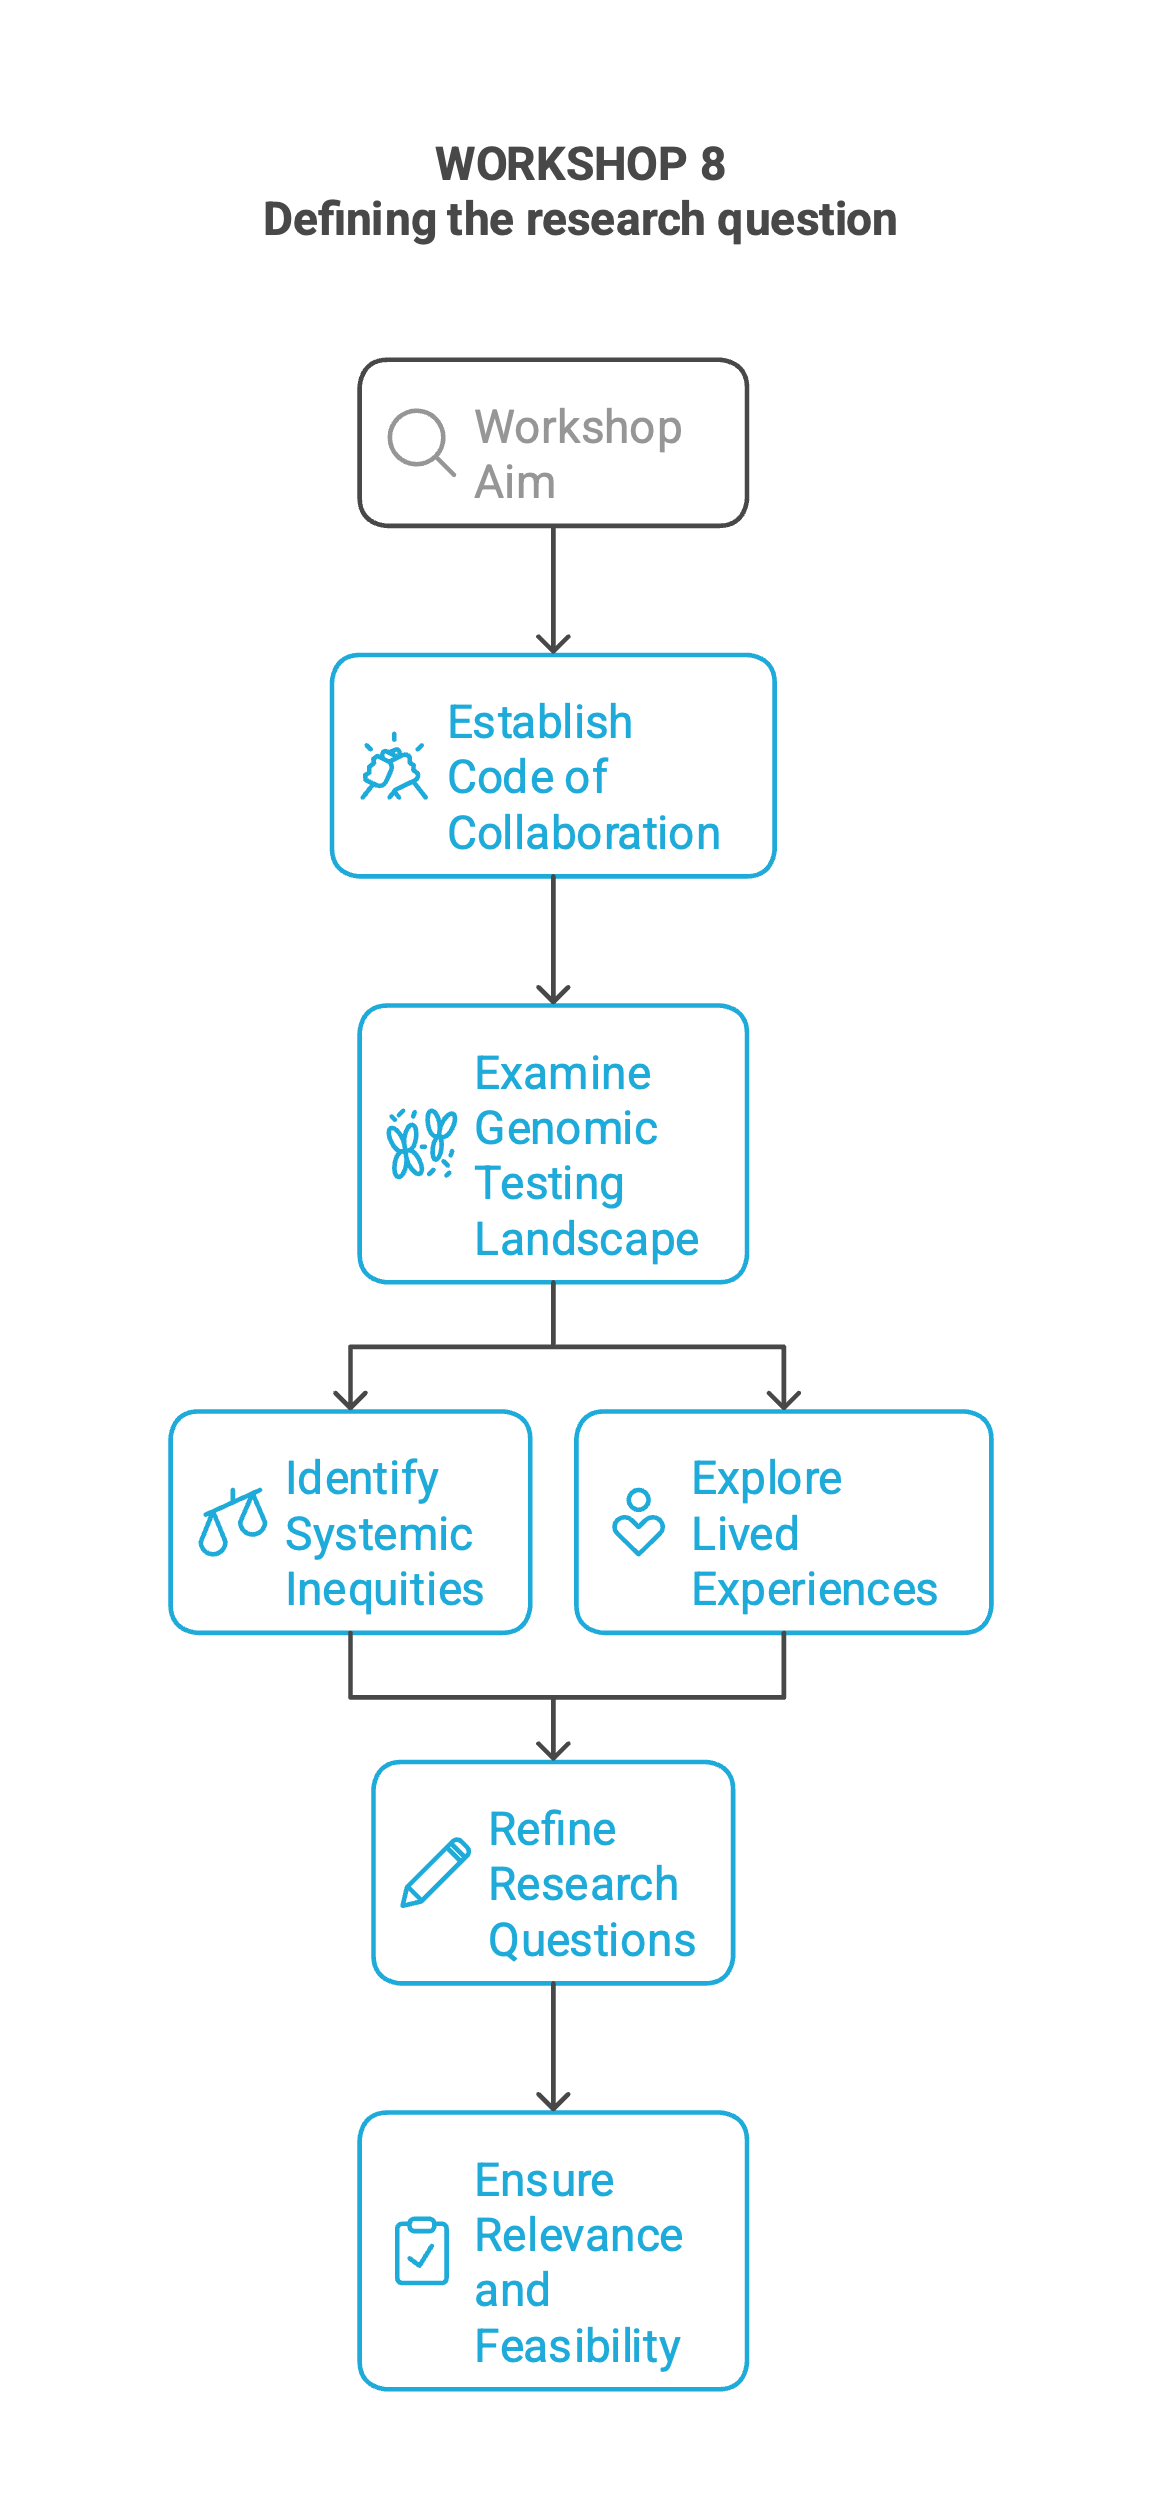 WORKSHOP 8
Defining the research question
Workshop
Aim
Establish
Code of
Collaboration
Examine
Genomic
Testing
Landscape
Identify
Systemic
Inequities
Explore
Lived
Experiences
Refine
Research
Questions
Ensure
Relevance
and
Feasibility